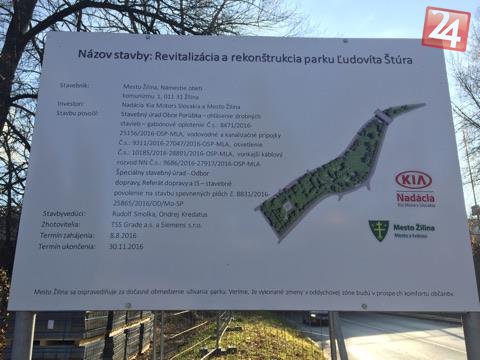 24
Názov stavby: Revitalizácia a rekonštrukcia parku Ľudovíta Štúra
Stavebník: Mesto Žilina, Námestie obetí
komunizmu 1, 011 31 Žilina
Investori: Nadácia Kia Motors Slovakia a Mesto Žilina
Stavbu povolil: Stavebný úrad Obce Porúbka – ohlásenie drobných
stavieb – gabionové oplotenie Č.s.: 8471/2016-
25156/2016-OSP-MLA, vodovodné a kanalizačné prípojky
Č.s.: 9311/2016-27047/2016-OSP-MLA, osvetlenie
Č.s.: 10185/2016-28891/2016-OSP-MLA, vonkajší káblový
rozvod NN Č.s.: 9686/2016-27917/2016-OSP-MLA
Špeciálny stavebný úrad - Odbor
dopravy, Referát dopravy a IS – stavebné
povolenie na stavbu spevnených plôch č. 8831/2016-
25865/2016/OD/Mo-SP
Stavbyvedúci: Rudolf Smolka, Ondrej Kredatus
Zhotovitelia: TSS Grade a.s. a Siemens s.r.o.
Termín zahájenia: 8.8.2016
Termín ukončenia: 30.11.2016
KIA
Nadácia
Kia Motors Slovakia
Mesto Žilina
Mesto s tvárou
Mesto Žilina sa ospravedlňuje za dočasné obmedzenie užívania parku. Veríme, že vykonané zmeny v oddychovej zóne budú v prospech komfortu občanov.